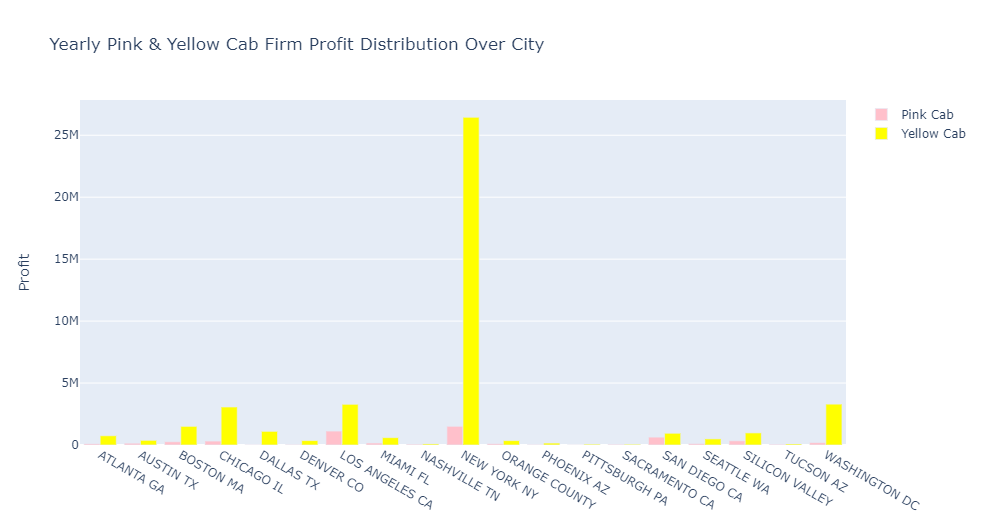 Yearly Pink & Yellow Cab Firm Profit Distribution Over City
Pink Cab
Yellow Cab
Profit
25M
20M
15M
10M
5M
0
ATLANTA GA
AUSTIN TX
BOSTON MA
CHICAGO IL
DALLAS TX
DENVER CO
LOS ANGELES CA
MIAMI FL
NASHVILLE TN
NEW YORK NY
ORANGE COUNTY
PHOENIX AZ
PITTSBURGH PA
SACRAMENTO CA
SAN DIEGO CA
SEATTLE WA
SILICON VALLEY
TUCSON AZ
WASHINGTON DC